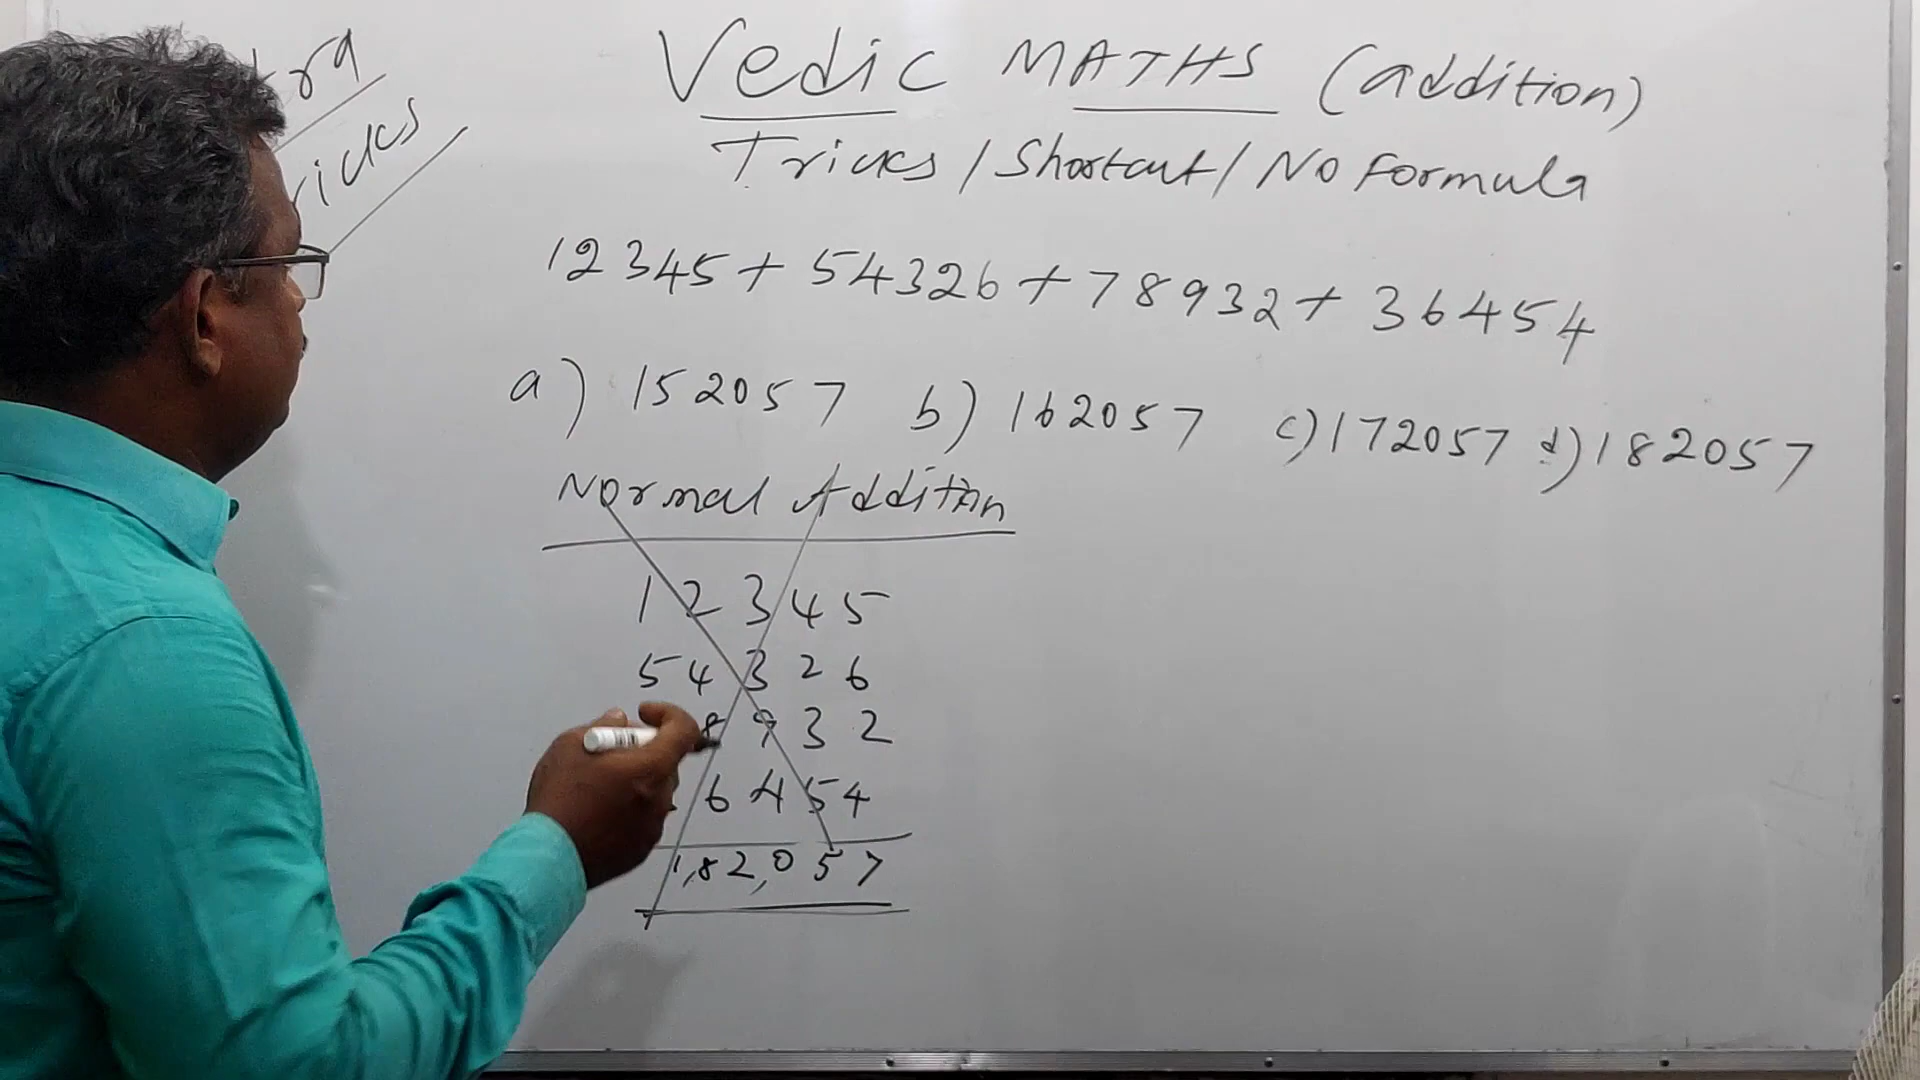 Vedic MATHS (addition)
Tricks / Shortcut / No Formula
12345 + 54326 + 78932 + 36454
a) 152057 b) 162057 c) 172057 d) 182057
Normal Addition
12345
54326
8932
6454
1,82,057